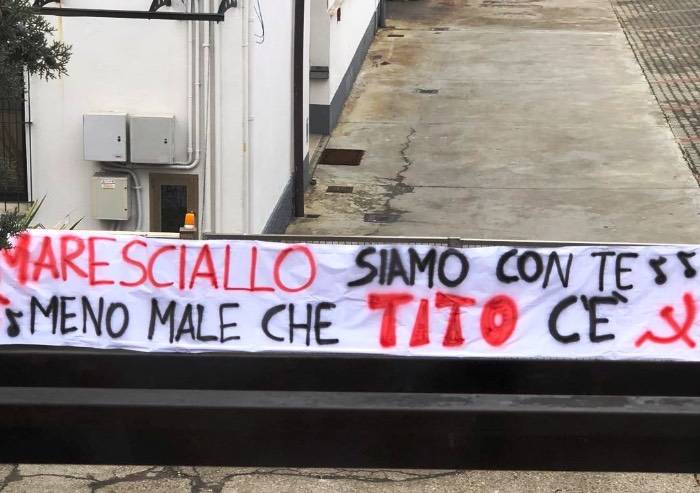 MARESCIALLO SIAMO CON TE
MENO MALE CHE TITO C'È